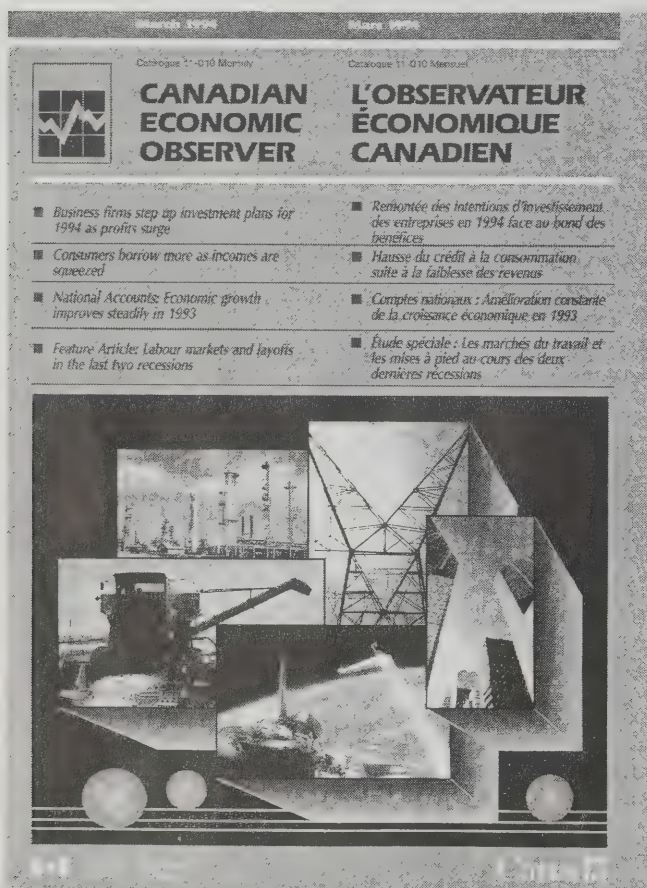 March 1994
Mars 1994
Catalogue 11-010 Monthly
Catalogue 11-010 Mensuel
CANADIAN
ECONOMIC
OBSERVER
L'OBSERVATEUR
ÉCONOMIQUE
CANADIEN
Business firms step up investment plans for
1994 as profits surge
Consumers borrow more as incomes are
squeezed
National Accounts: Economic growth
improves steadily in 1993
Feature Article: Labour markets and layoffs
in the last two recessions
Remontée des intentions d'investissement
des entreprises en 1994 face au bond des
bénéfices
Hausse du crédit à la consommation
suite à la faiblesse des revenus
Comptes nationaux : Amélioration constante
de la croissance économique en 1993
Étude spéciale : Les marchés du travail et
les mises à pied au cours des deux
dernières récessions